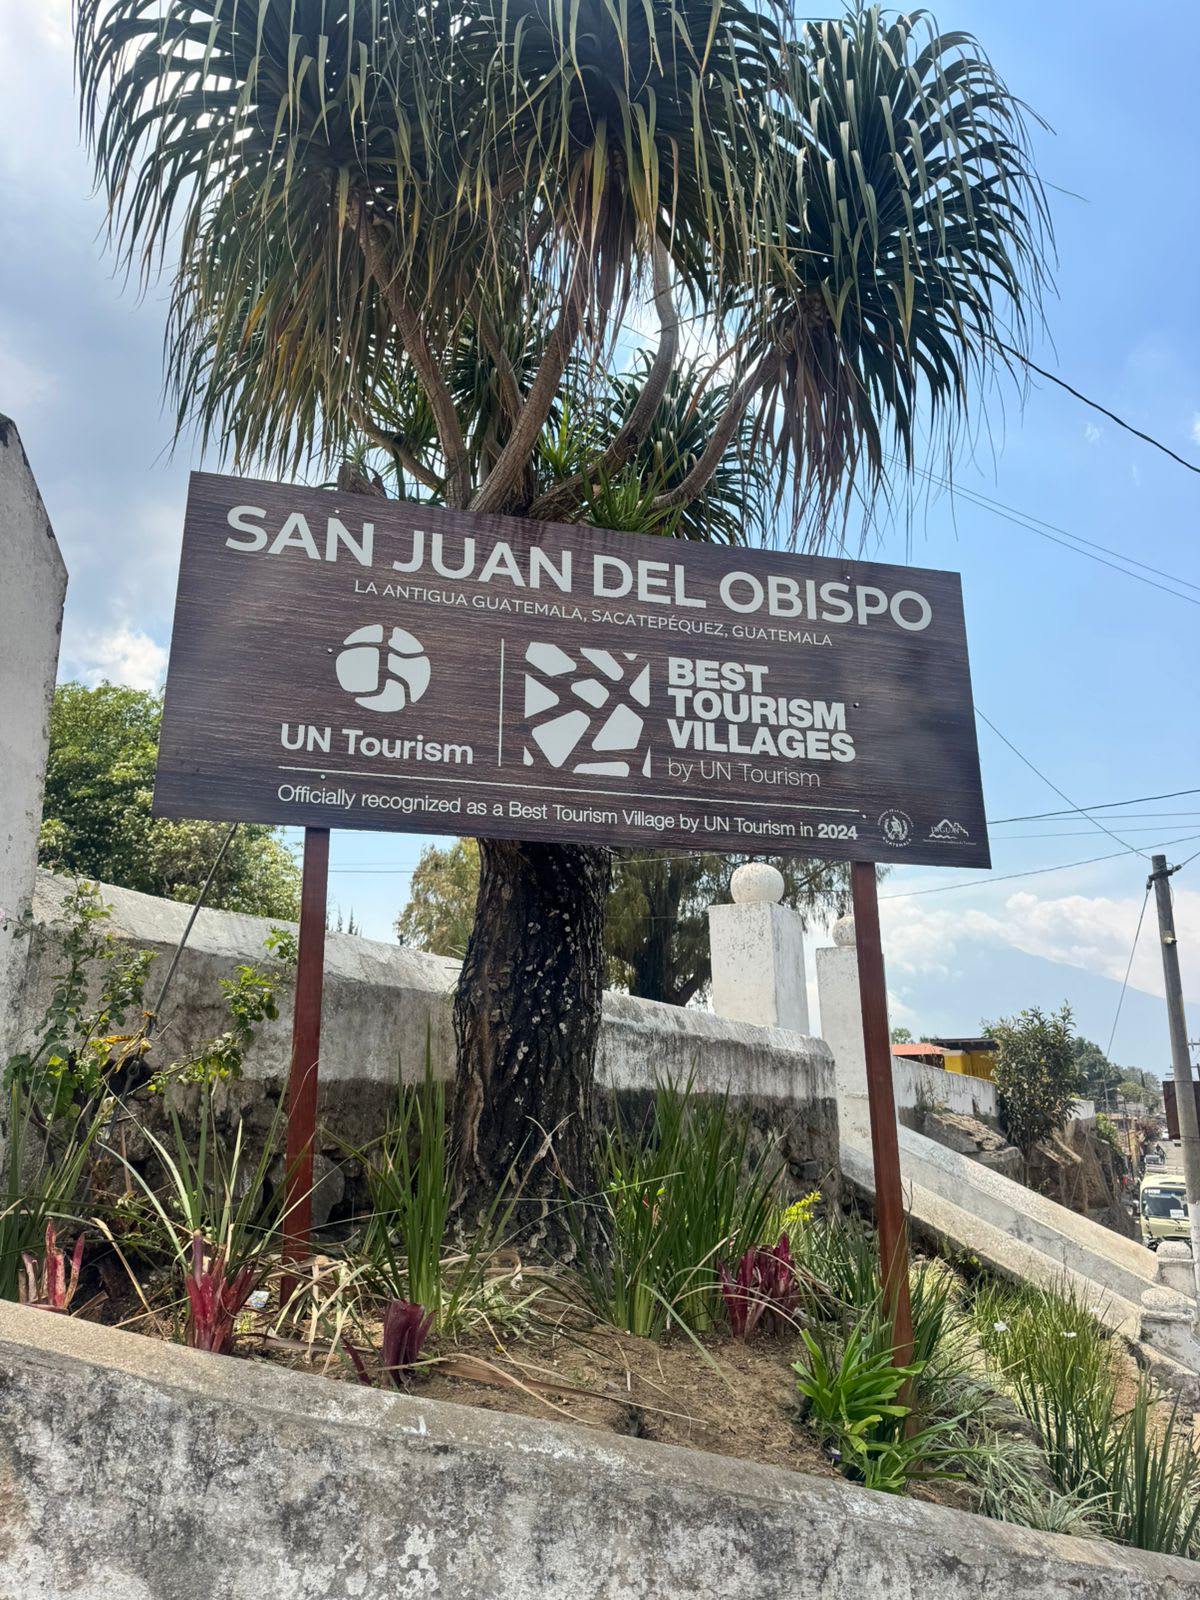 SAN JUAN DEL OBISPO
LA ANTIGUA GUATEMALA, SACATEPÉQUEZ, GUATEMALA
UN Tourism
BEST
TOURISM
VILLAGES
by UN Tourism
Officially recognized as a Best Tourism Village by UN Tourism in 2024
INGUAT